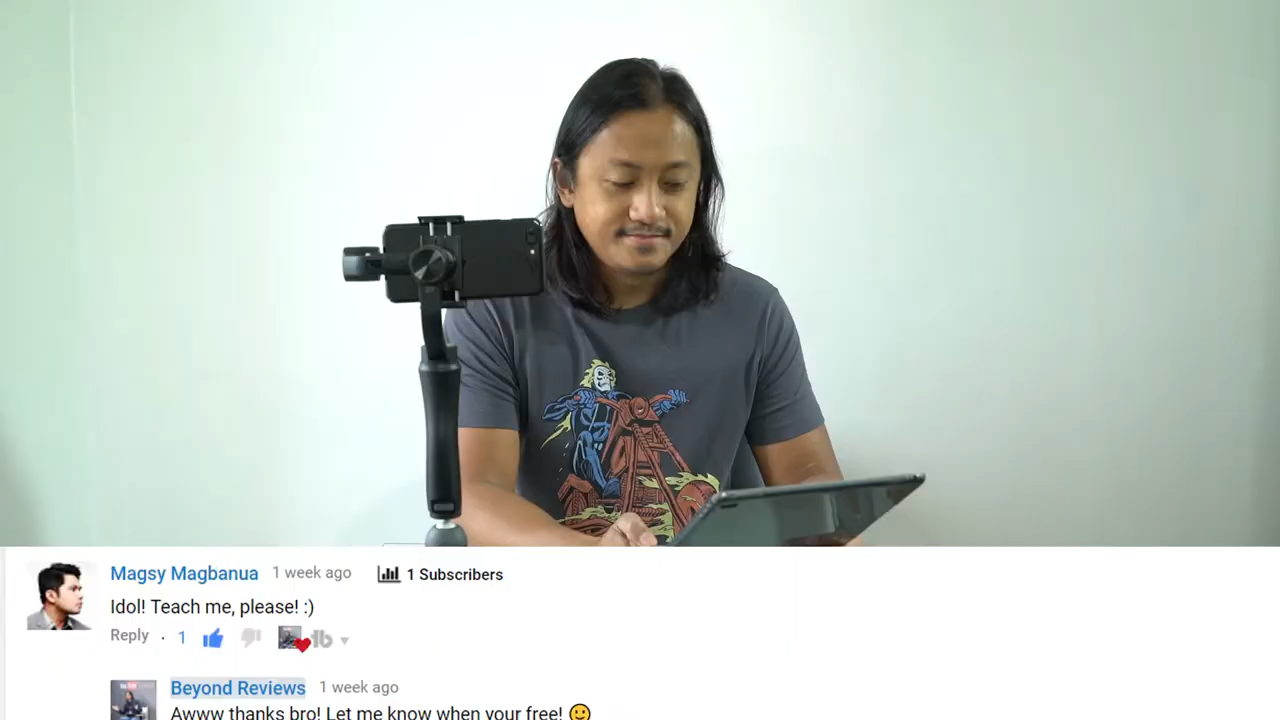 Magsy Magbanua 1 week ago 1 Subscribers
Idol! Teach me, please! :)
Reply · 1
Beyond Reviews 1 week ago
Awww thanks bro! Let me know when your free! 🙂